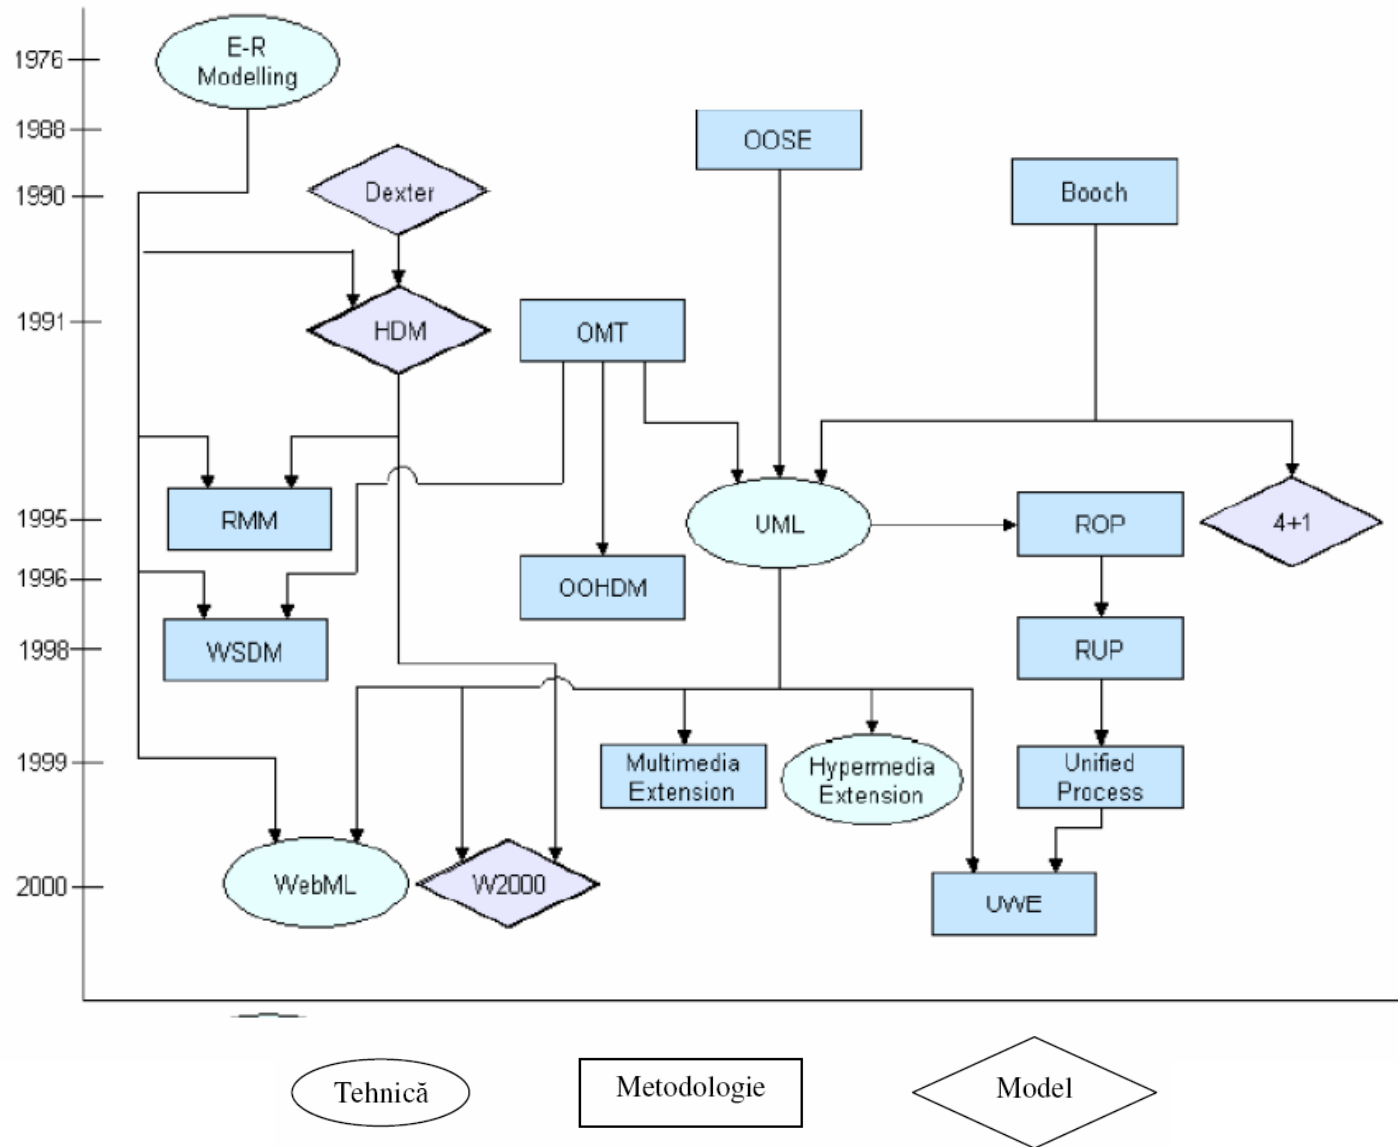 1976
E-R
Modelling
1988
OOSE
1990
Dexter
Booch
1991
HDM
OMT
1995
RMM
UML
ROP
4+1
1996
OOHDM
1998
WSDM
RUP
1999
Multimedia
Extension
Hypermedia
Extension
Unified
Process
2000
WebML
W2000
UWE
Tehnică
Metodologie
Model